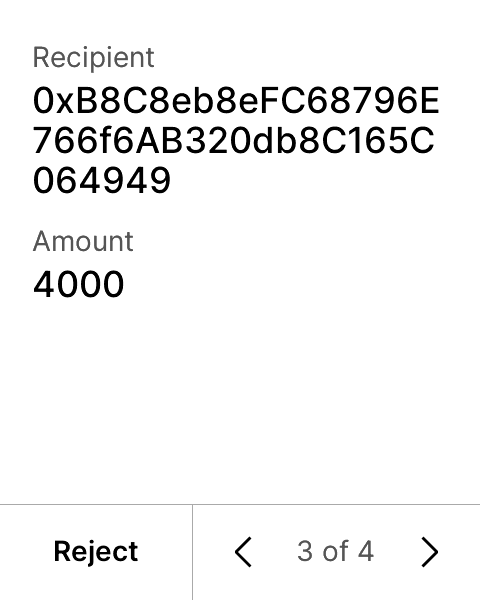 Recipient
0xB8C8eb8eFC68796E
766f6AB320db8C165C
064949
Amount
4000
Reject
3 of 4